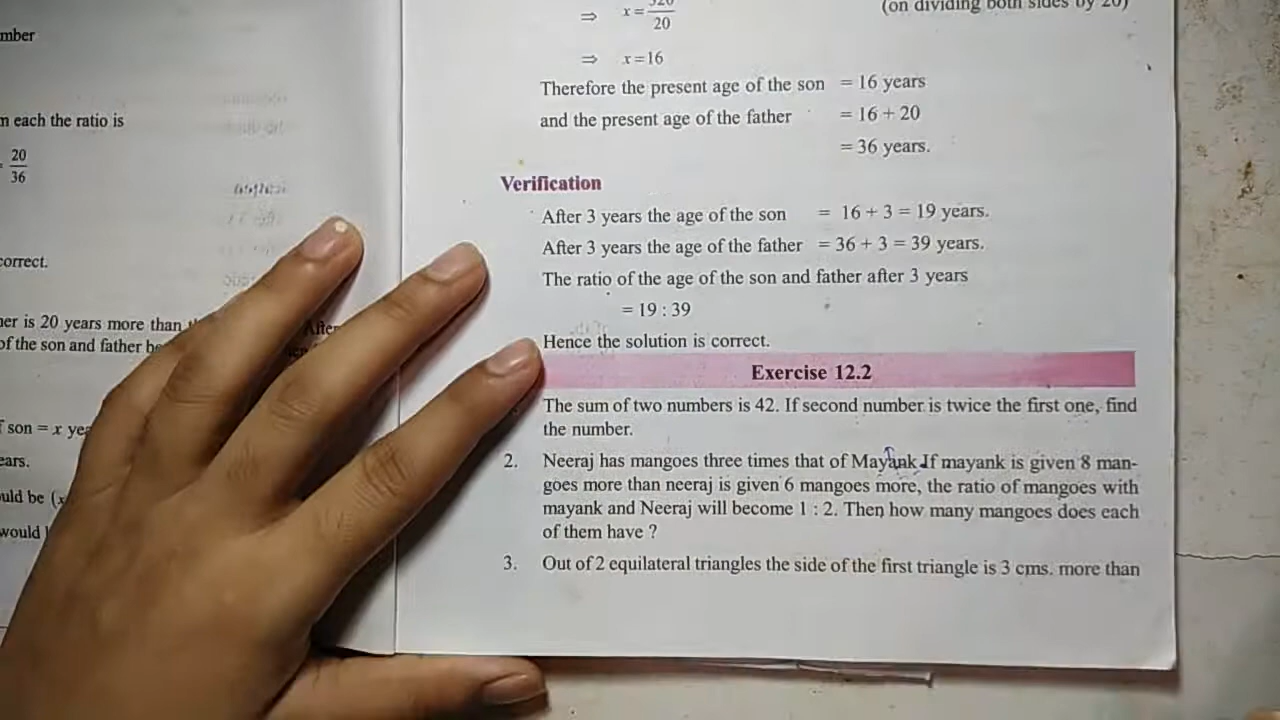 mber
n each the ratio is
= 20/36
correct.
her is 20 years more than After
of the son and father be
f son = x
ears.
uld be (x
would
⇒ x = 320/20 (on dividing both sides by 20)
⇒ x=16
Therefore the present age of the son = 16 years
and the present age of the father = 16 + 20
= 36 years.
Verification
After 3 years the age of the son = 16 + 3 = 19 years.
After 3 years the age of the father = 36 + 3 = 39 years.
The ratio of the age of the son and father after 3 years
= 19 : 39
Hence the solution is correct.
Exercise 12.2
The sum of two numbers is 42. If second number is twice the first one, find
the number.
2. Neeraj has mangoes three times that of Mayank If mayank is given 8 man-
goes more than neeraj is given 6 mangoes more, the ratio of mangoes with
mayank and Neeraj will become 1 : 2. Then how many mangoes does each
of them have ?
3. Out of 2 equilateral triangles the side of the first triangle is 3 cms. more than